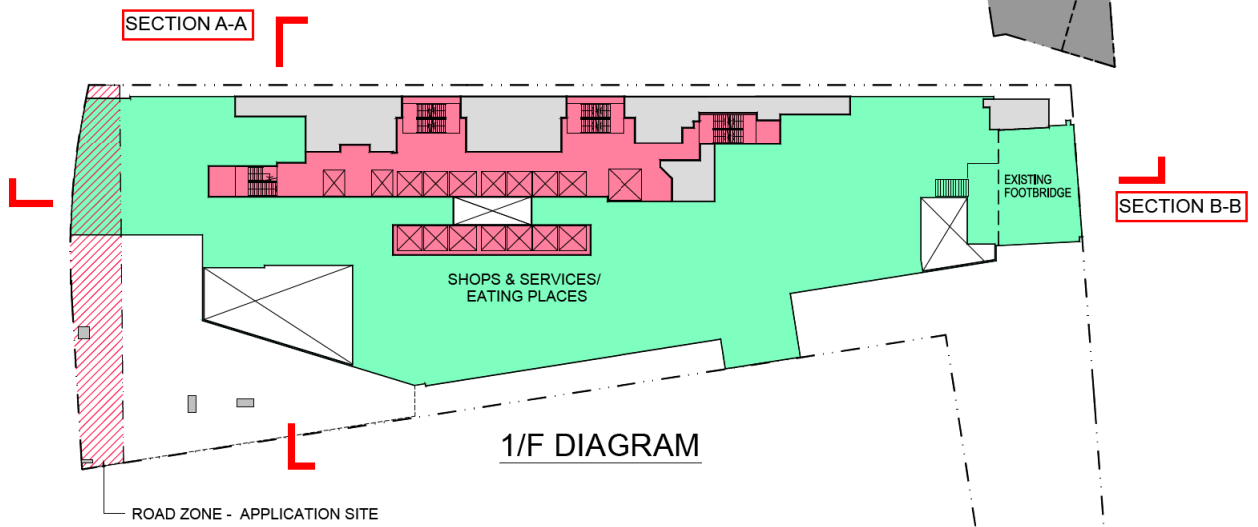 SECTION A-A
EXISTING
FOOTBRIDGE
SECTION B-B
SHOPS & SERVICES/
EATING PLACES
1/F DIAGRAM
ROAD ZONE - APPLICATION SITE